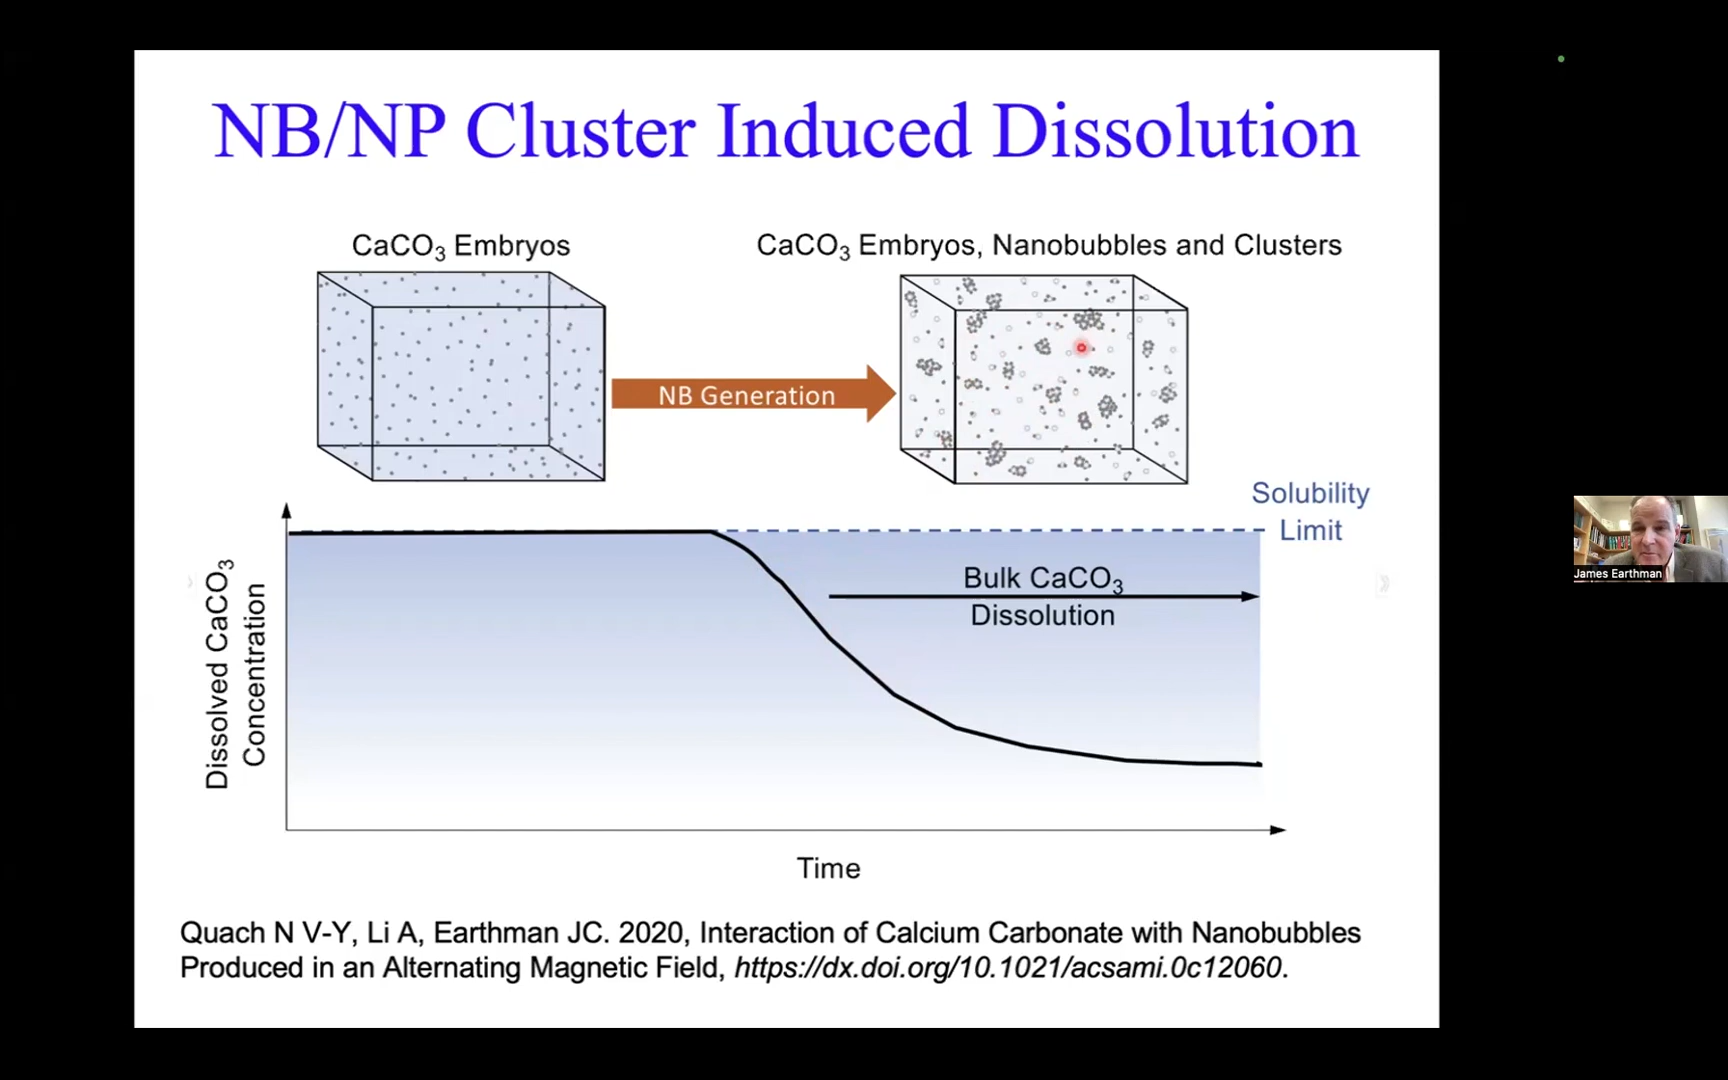 NB/NP Cluster Induced Dissolution
CaCO₃ Embryos
CaCO₃ Embryos, Nanobubbles and Clusters
NB Generation
Solubility
Limit
Dissolved CaCO₃
Concentration
Bulk CaCO₃
Dissolution
Time
James Earthman
Quach N V-Y, Li A, Earthman JC. 2020, Interaction of Calcium Carbonate with Nanobubbles
Produced in an Alternating Magnetic Field, https://dx.doi.org/10.1021/acsami.0c12060.